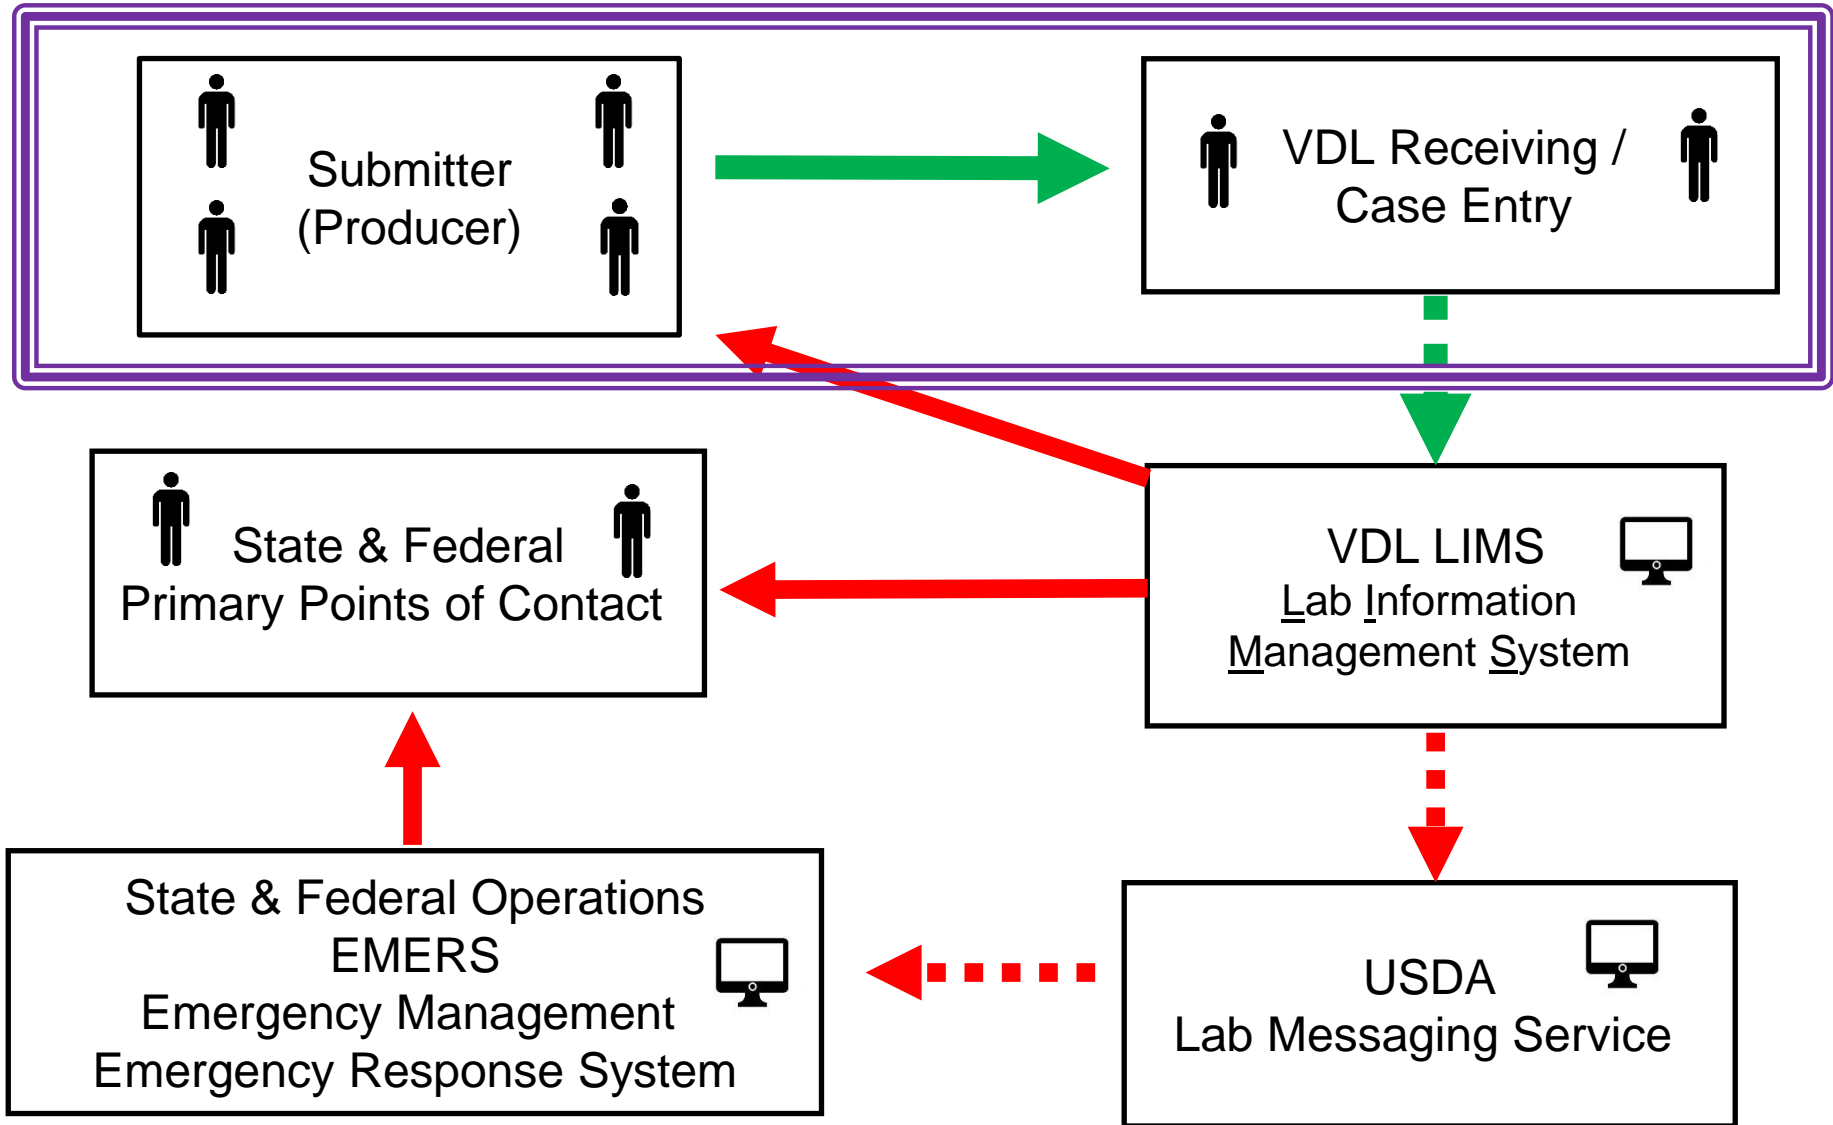 Submitter
(Producer)
VDL Receiving /
Case Entry
State & Federal
Primary Points of Contact
VDL LIMS
Lab Information
Management System
State & Federal Operations
EMERS
Emergency Management
Emergency Response System
USDA
Lab Messaging Service